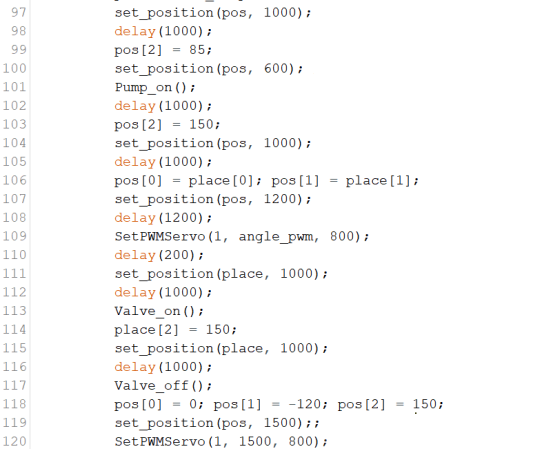 97 set_position(pos, 1000);
98 delay(1000);
99 pos[2] = 85;
100 set_position(pos, 600);
101 Pump_on();
102 delay(1000);
103 pos[2] = 150;
104 set_position(pos, 1000);
105 delay(1000);
106 pos[0] = place[0]; pos[1] = place[1];
107 set_position(pos, 1200);
108 delay(1200);
109 SetPWMServo(1, angle_pwm, 800);
110 delay(200);
111 set_position(place, 1000);
112 delay(1000);
113 Valve_on();
114 place[2] = 150;
115 set_position(place, 1000);
116 delay(1000);
117 Valve_off();
118 pos[0] = 0; pos[1] = -120; pos[2] = 150;
119 set_position(pos, 1500);;
120 SetPWMServo(1, 1500, 800);